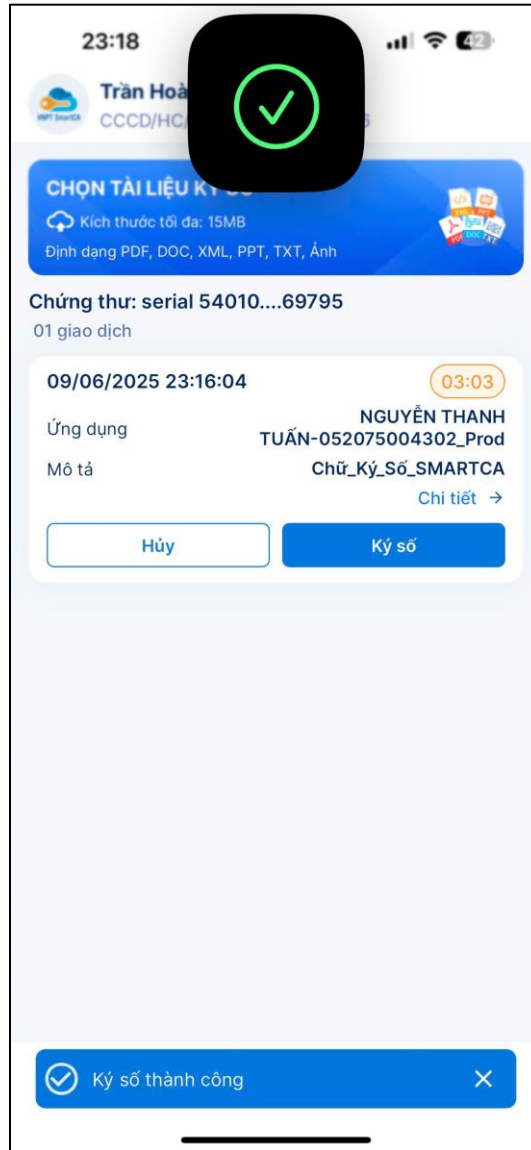 23:18
42
VNPT SmartCA
Trần Hoà
CCCD/HC/
CHỌN TÀI LIỆU KÝ SỐ
Kích thước tối đa: 15MB
Định dạng PDF, DOC, XML, PPT, TXT, Ảnh
Chứng thư: serial 54010....69795
01 giao dịch
09/06/2025 23:16:04
03:03
Ứng dụng
NGUYỄN THANH
TUẤN-052075004302_Prod
Mô tả
Chữ_Ký_Số_SMARTCA
Chi tiết →
Hủy
Ký số
Ký số thành công